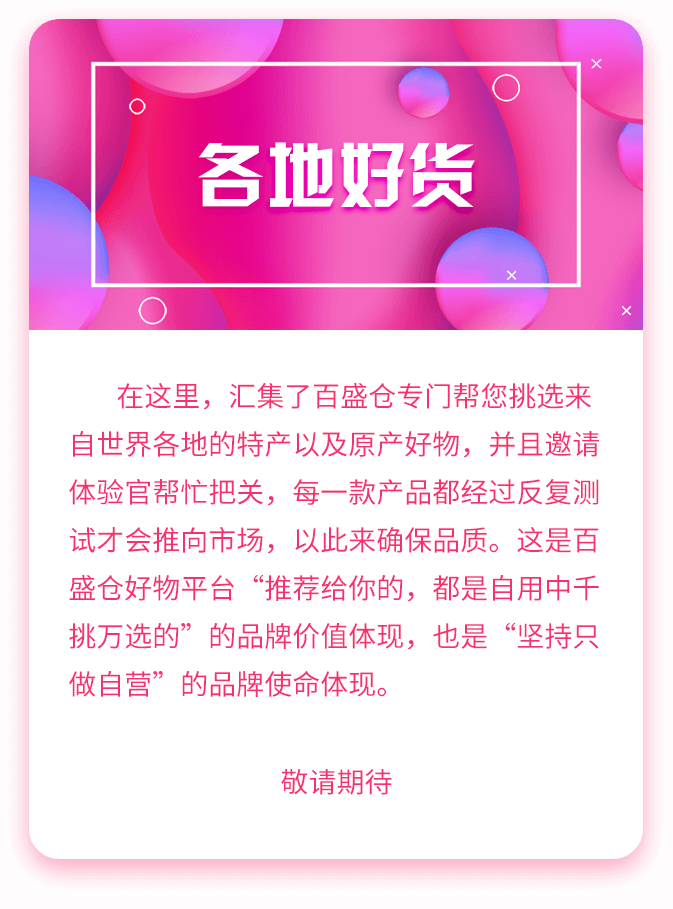 各地好货
在这里，汇集了百盛仓专门帮您挑选来
自世界各地的特产以及原产好物，并且邀请
体验官帮忙把关，每一款产品都经过反复测
试才会推向市场，以此来确保品质。这是百
盛仓好物平台“推荐给你的，都是自用中千
挑万选的”的品牌价值体现，也是“坚持只
做自营”的品牌使命体现。
敬请期待